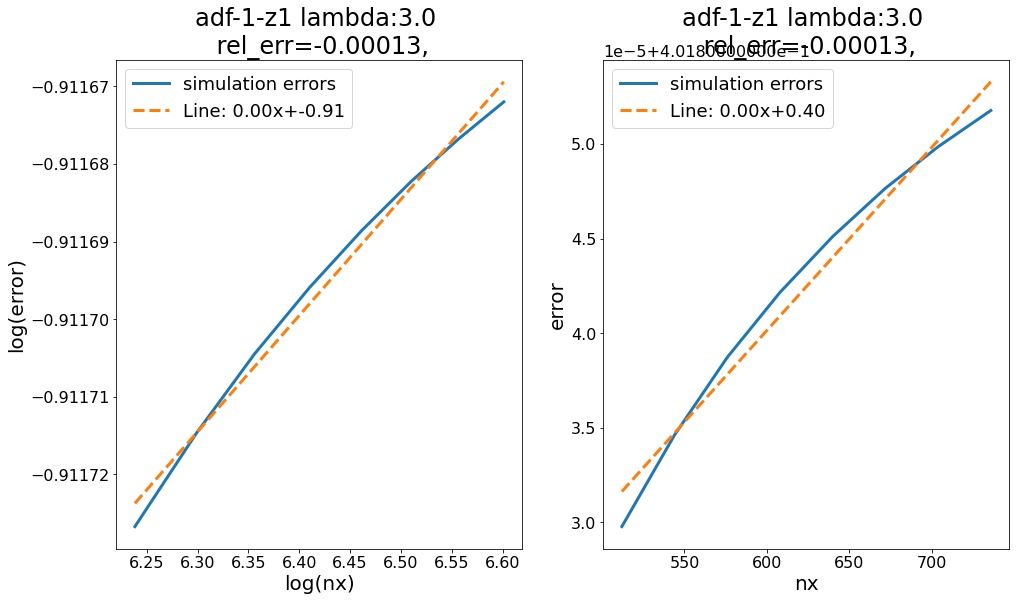 adf-1-z1 lambda:3.0
rel_err=-0.00013,
simulation errors
Line: 0.00x+-0.91
−0.91167
−0.91168
−0.91169
−0.91170
−0.91171
−0.91172
log(error)
6.25 6.30 6.35 6.40 6.45 6.50 6.55 6.60
log(nx)
adf-1-z1 lambda:3.0
rel_err=-0.00013,
1e−5+4.0180000000e−1
simulation errors
Line: 0.00x+0.40
5.0
4.5
4.0
3.5
3.0
error
550 600 650 700
nx